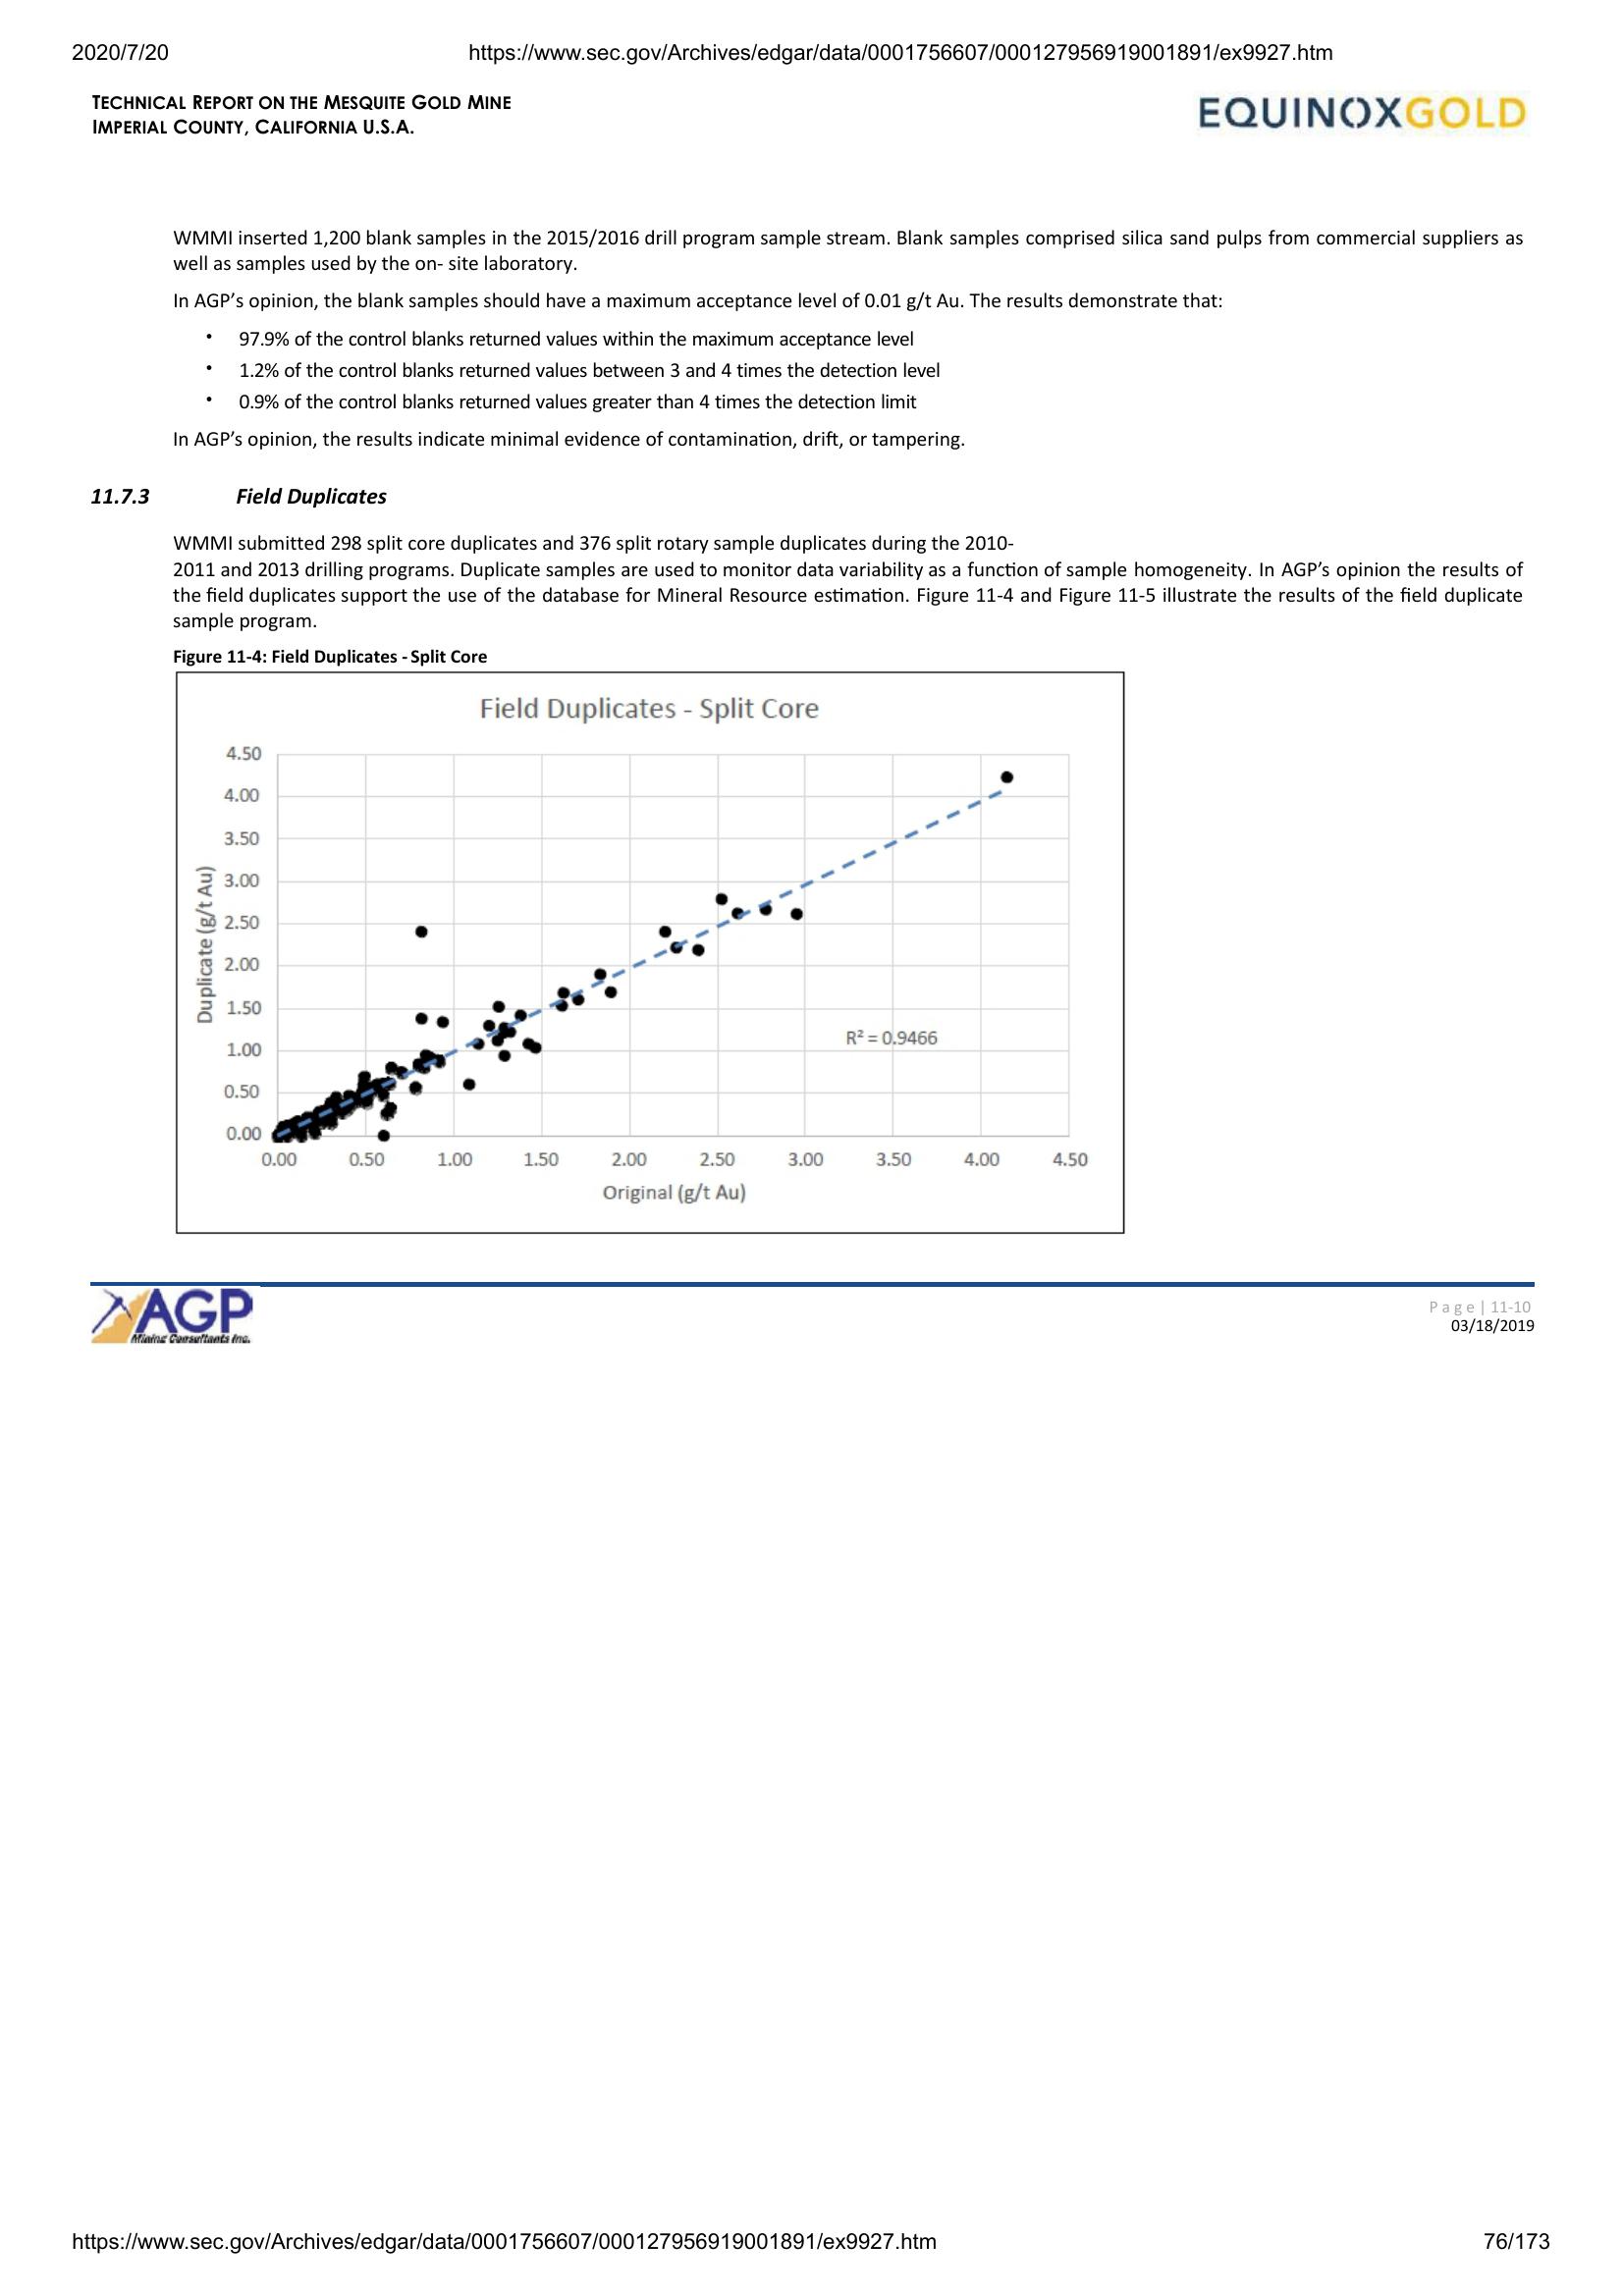 2020/7/20 https://www.sec.gov/Archives/edgar/data/0001756607/000127956919001891/ex9927.htm
TECHNICAL REPORT ON THE MESQUITE GOLD MINE
IMPERIAL COUNTY, CALIFORNIA U.S.A.
EQUINOXGOLD
WMMI inserted 1,200 blank samples in the 2015/2016 drill program sample stream. Blank samples comprised silica sand pulps from commercial suppliers as
well as samples used by the on- site laboratory.
In AGP’s opinion, the blank samples should have a maximum acceptance level of 0.01 g/t Au. The results demonstrate that:
• 97.9% of the control blanks returned values within the maximum acceptance level
• 1.2% of the control blanks returned values between 3 and 4 times the detection level
• 0.9% of the control blanks returned values greater than 4 times the detection limit
In AGP’s opinion, the results indicate minimal evidence of contamination, drift, or tampering.
11.7.3 Field Duplicates
WMMI submitted 298 split core duplicates and 376 split rotary sample duplicates during the 2010-
2011 and 2013 drilling programs. Duplicate samples are used to monitor data variability as a function of sample homogeneity. In AGP’s opinion the results of
the field duplicates support the use of the database for Mineral Resource estimation. Figure 11-4 and Figure 11-5 illustrate the results of the field duplicate
sample program.
Figure 11-4: Field Duplicates - Split Core
Field Duplicates - Split Core
4.50
4.00
3.50
3.00
2.50
2.00
1.50
1.00
0.50
0.00
Duplicate (g/t Au)
R² = 0.9466
0.00 0.50 1.00 1.50 2.00 2.50 3.00 3.50 4.00 4.50
Original (g/t Au)
AGP
Mining Consultants Inc.
Page | 11-10
03/18/2019
https://www.sec.gov/Archives/edgar/data/0001756607/000127956919001891/ex9927.htm 76/173